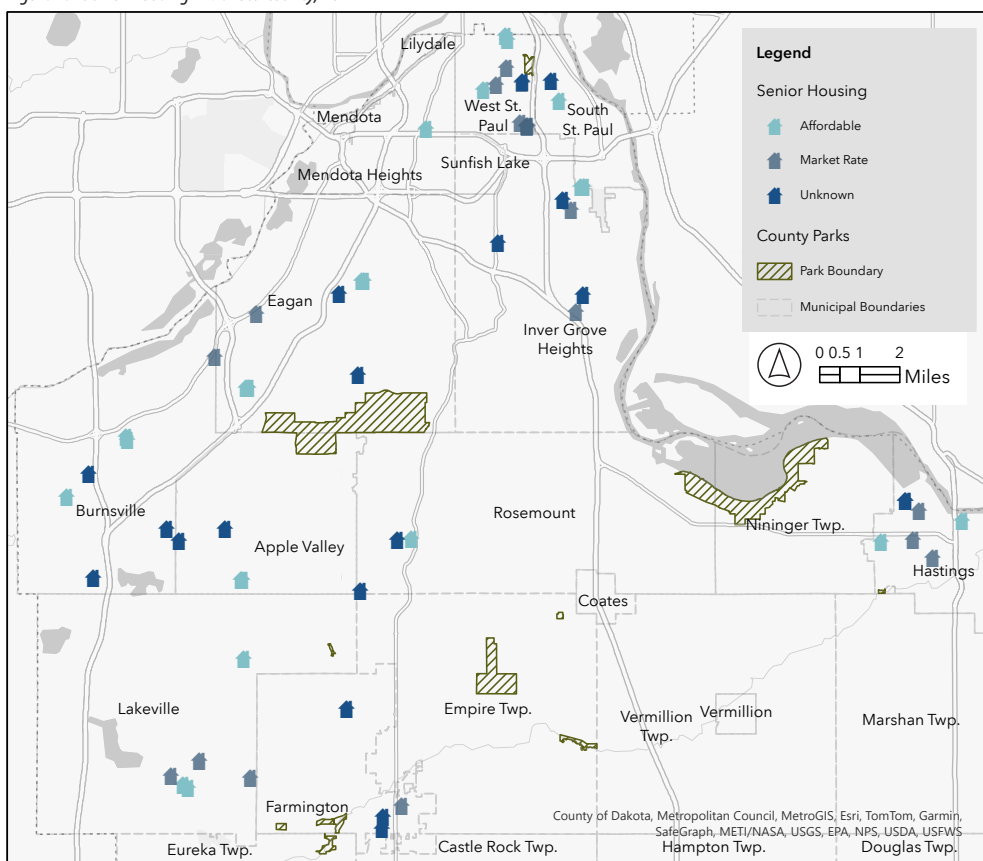 Lilydale
West St.
Paul
South
St. Paul
Mendota
Sunfish Lake
Mendota Heights
Eagan
Inver Grove
Heights
Legend
Senior Housing
Affordable
Market Rate
Unknown
County Parks
Park Boundary
Municipal Boundaries
0 0.5 1 2
Miles
Burnsville
Apple Valley
Rosemount
Nininger Twp.
Hastings
Coates
Lakeville
Empire Twp.
Vermillion
Twp.
Vermillion
Marshan Twp.
Farmington
County of Dakota, Metropolitan Council, MetroGIS, Esri, TomTom, Garmin,
SafeGraph, METI/NASA, USGS, EPA, NPS, USDA, USFWS
Eureka Twp.
Castle Rock Twp.
Hampton Twp.
Douglas Twp.